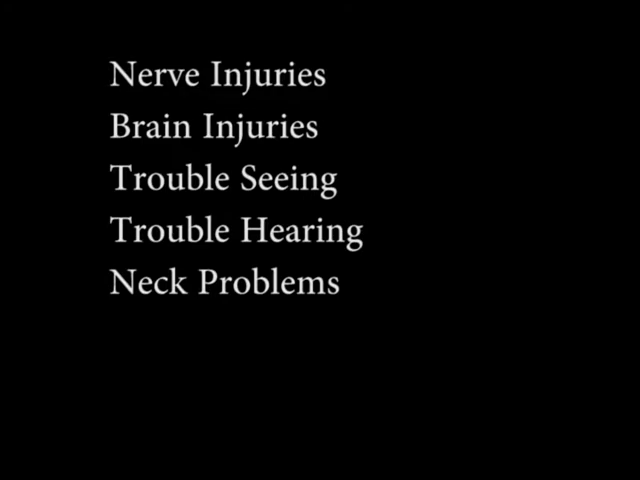 Nerve Injuries
Brain Injuries
Trouble Seeing
Trouble Hearing
Neck Problems